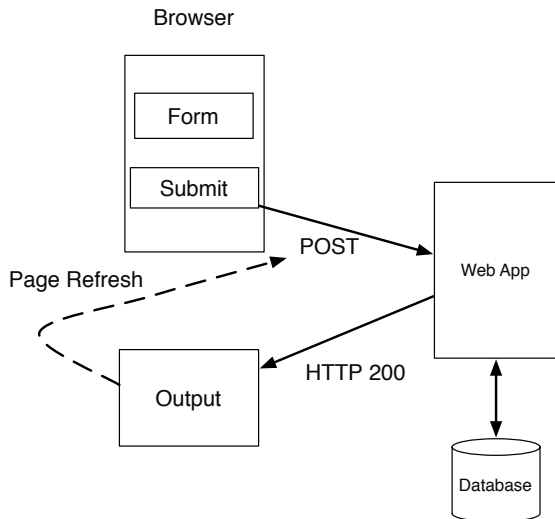 Browser
Form
Submit
POST
Web App
Page Refresh
HTTP 200
Output
Database